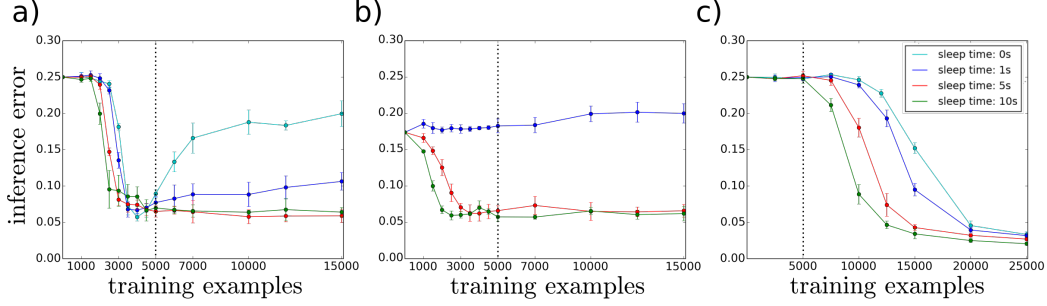 a)
b)
c)
inference error
0.30
0.25
0.20
0.15
0.10
0.05
0.00
1000 3000 5000 7000 10000 15000
training examples
0.30
0.25
0.20
0.15
0.10
0.05
0.00
1000 3000 5000 7000 10000 15000
training examples
0.30
0.25
0.20
0.15
0.10
0.05
0.00
5000 10000 15000 20000 25000
training examples
sleep time: 0s
sleep time: 1s
sleep time: 5s
sleep time: 10s